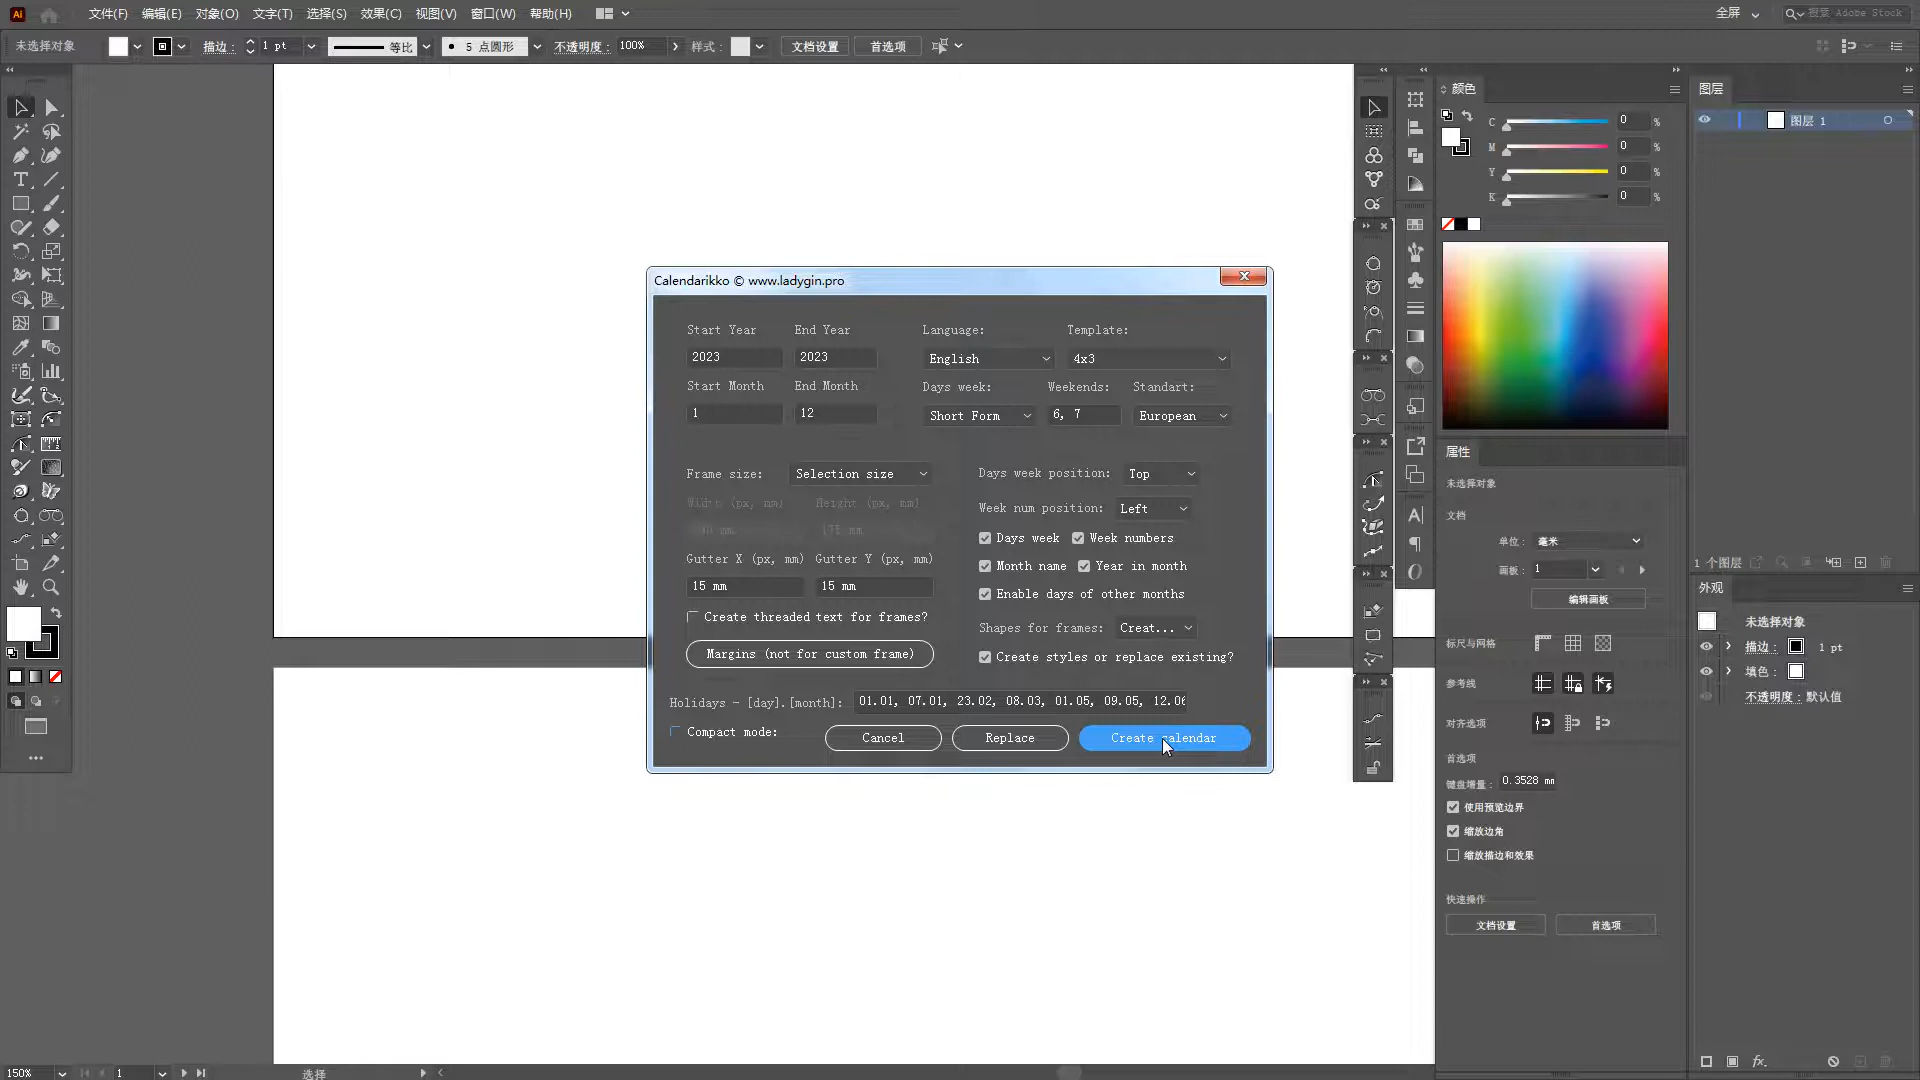 Ai 文件(F) 编辑(E) 对象(O) 文字(T) 选择(S) 效果(C) 视图(V) 窗口(W) 帮助(H) 全屏 搜索 Adobe Stock
未选择对象 描边: 1 pt 等比 5 点圆形 不透明度: 100% 样式: 文档设置 首选项
颜色
C 0 %
M 0 %
Y 0 %
K 0 %
图层
图层 1
Calendarikko © www.ladygin.pro
Start Year End Year Language: Template:
2023 2023 English 4x3
Start Month End Month Days week: Weekends: Standart:
1 12 Short Form 6, 7 European
Frame size: Selection size Days week position: Top
Width (px, mm) Height (px, mm)
Week num position: Left
Days week Week numbers
Gutter X (px, mm) Gutter Y (px, mm)
Month name Year in month
15 mm 15 mm
Enable days of other months
Create threaded text for frames?
Shapes for frames: Creat...
Margins (not for custom frame)
Create styles or replace existing?
Holidays - [day].[month]: 01.01, 07.01, 23.02, 08.03, 01.05, 09.05, 12.06
Compact mode: Cancel Replace Create calendar
属性
未选择对象
文档
单位: 毫米
画板: 1
编辑画板
标尺与网格
参考线
对齐选项
首选项
键盘增量: 0.3528 mm
使用预览边界
缩放边角
缩放描边和效果
快速操作
文档设置 首选项
1 个图层
外观
未选择对象
描边: 1 pt
填色:
不透明度: 默认值
fx.
150% 1 选择